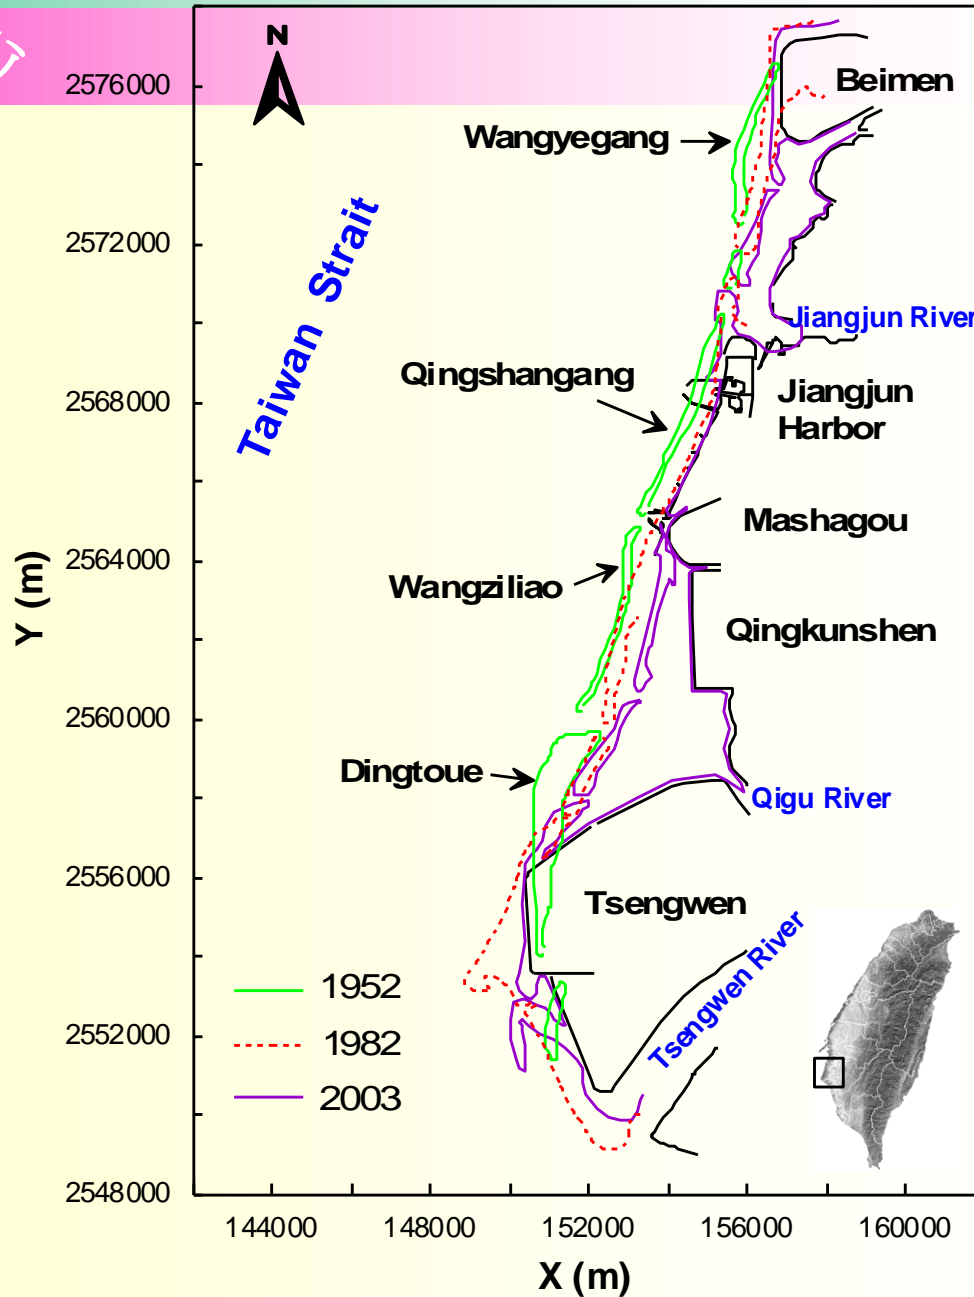 N
2576000
Beimen
Wangyegang
2572000
Taiwan Strait
Jiangjun River
Qingshangang
2568000
Jiangjun
Harbor
Mashagou
2564000
Wangziliao
Y (m)
Qingkunshen
2560000
Dingtoue
Qigu River
2556000
Tsengwen
Tsengwen River
1952
2552000
1982
2003
2548000
144000 148000 152000 156000 160000
X (m)